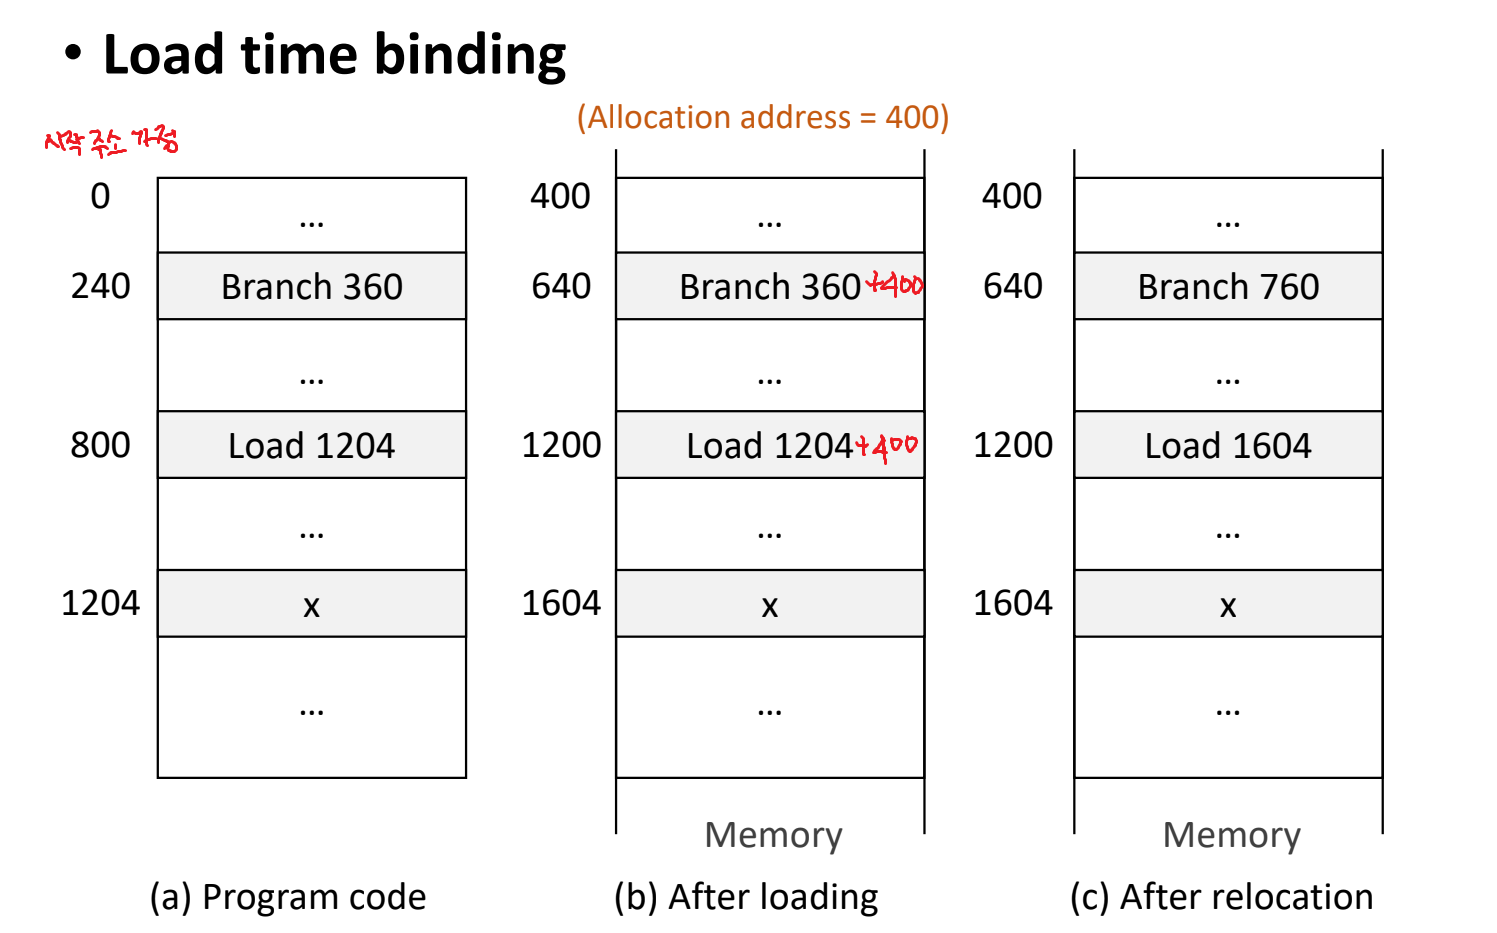 • Load time binding
(Allocation address = 400)
시작 주소 가정
0
...
240
Branch 360
...
800
Load 1204
...
1204
x
...
(a) Program code
400
...
640
Branch 360+400
...
1200
Load 1204+400
...
1604
x
...
Memory
(b) After loading
400
...
640
Branch 760
...
1200
Load 1604
...
1604
x
...
Memory
(c) After relocation